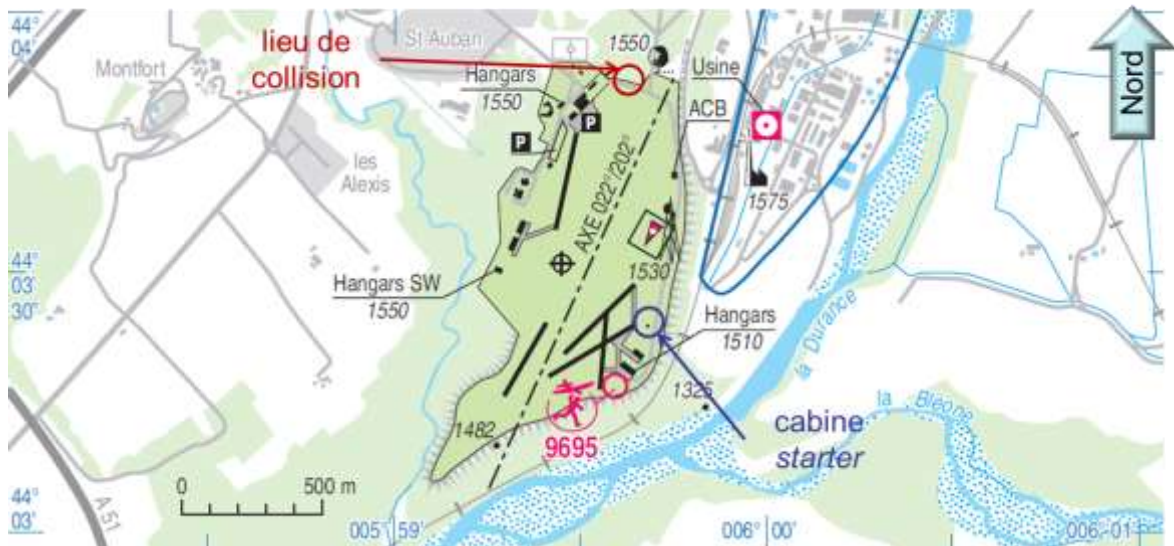 44°
04'
lieu de
collision
St-Auban
1550
Nord
Montfort
Hangars
1550
Usine
ACB
P
P
les
Alexis
1575
AXE 022°/202°
44°
03'
30"
Hangars SW
1550
1530
Hangars
1510
la Durance
1325
la Bléone
cabine
starter
1482
9695
0 500 m
A 51
44°
03'
005° 59'
006° 00'
006° 01'